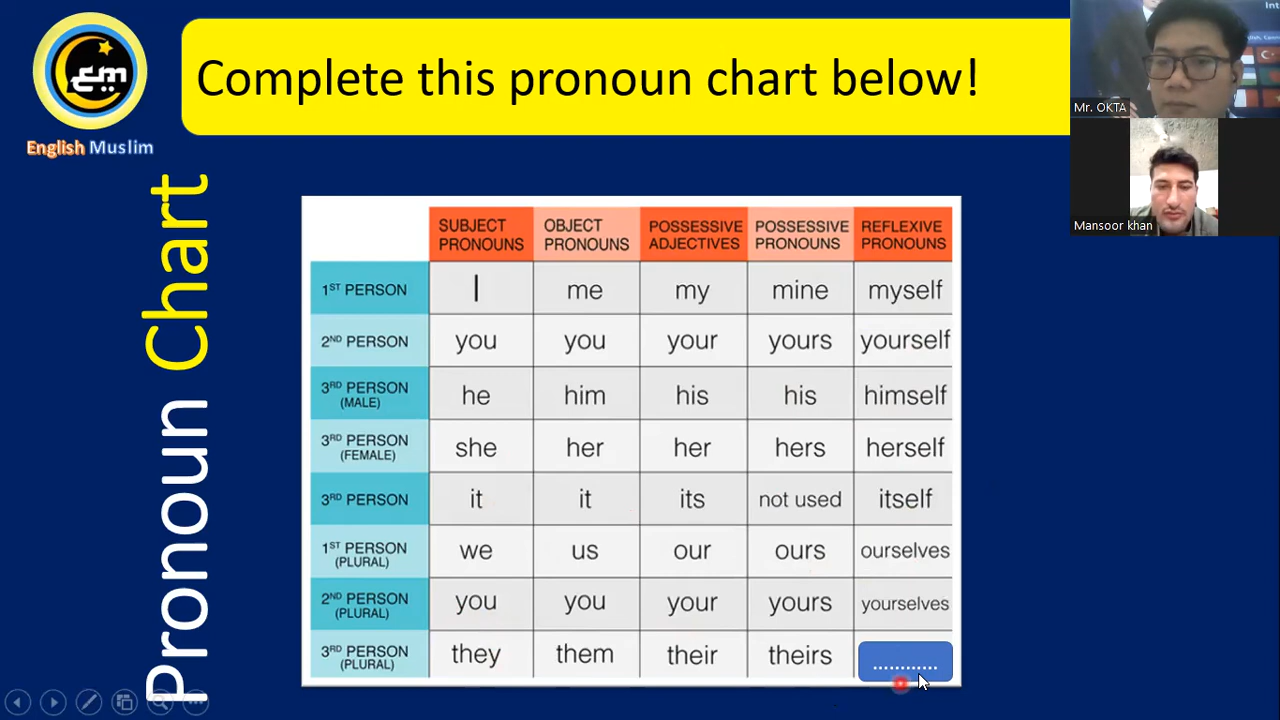 Complete this pronoun chart below!
Int
Mr. OKTA
Mansoor khan
English Muslim
Pronoun Chart
SUBJECT PRONOUNS OBJECT PRONOUNS POSSESSIVE ADJECTIVES POSSESSIVE PRONOUNS REFLEXIVE PRONOUNS
1ST PERSON I me my mine myself
2ND PERSON you you your yours yourself
3RD PERSON (MALE) he him his his himself
3RD PERSON (FEMALE) she her her hers herself
3RD PERSON it it its not used itself
1ST PERSON (PLURAL) we us our ours ourselves
2ND PERSON (PLURAL) you you your yours yourselves
3RD PERSON (PLURAL) they them their theirs ............